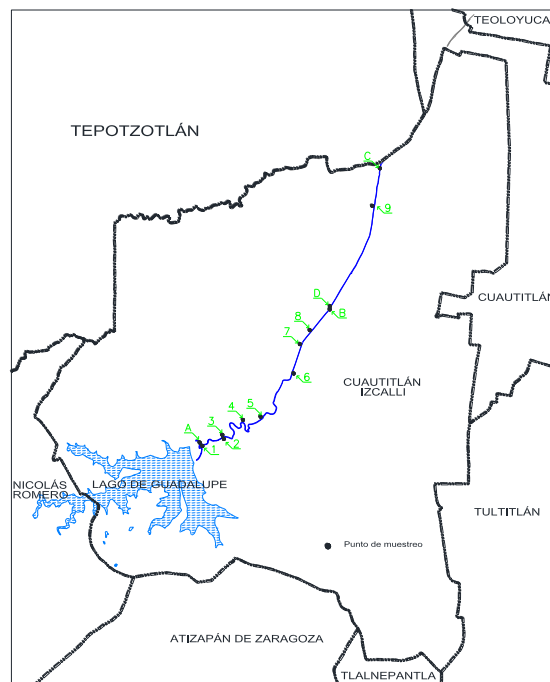 TEOLOYUCA
TEPOTZOTLÁN
C
9
D
B
CUAUTITLÁN
8
7
6
CUAUTITLÁN
IZCALLI
4
5
3
A
2
1
NICOLÁS
ROMERO
LAGO DE GUADALUPE
TULTITLÁN
Punto de muestreo
ATIZAPÁN DE ZARAGOZA
TLALNEPANTLA